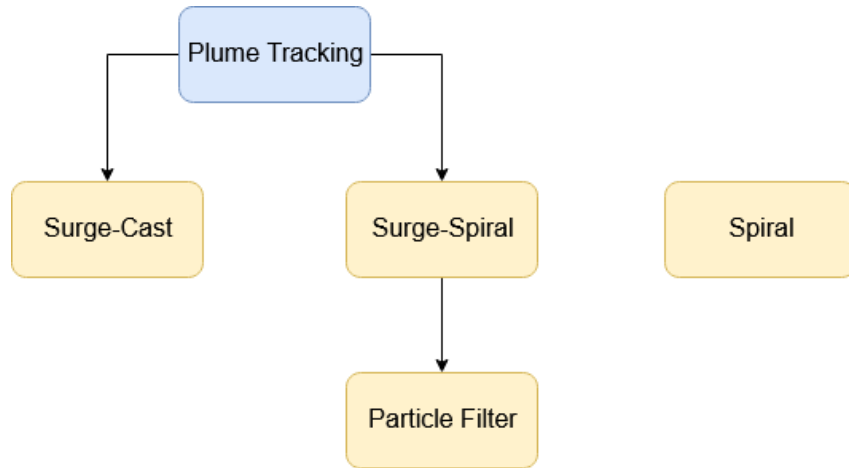 Plume Tracking
Surge-Cast
Surge-Spiral
Spiral
Particle Filter